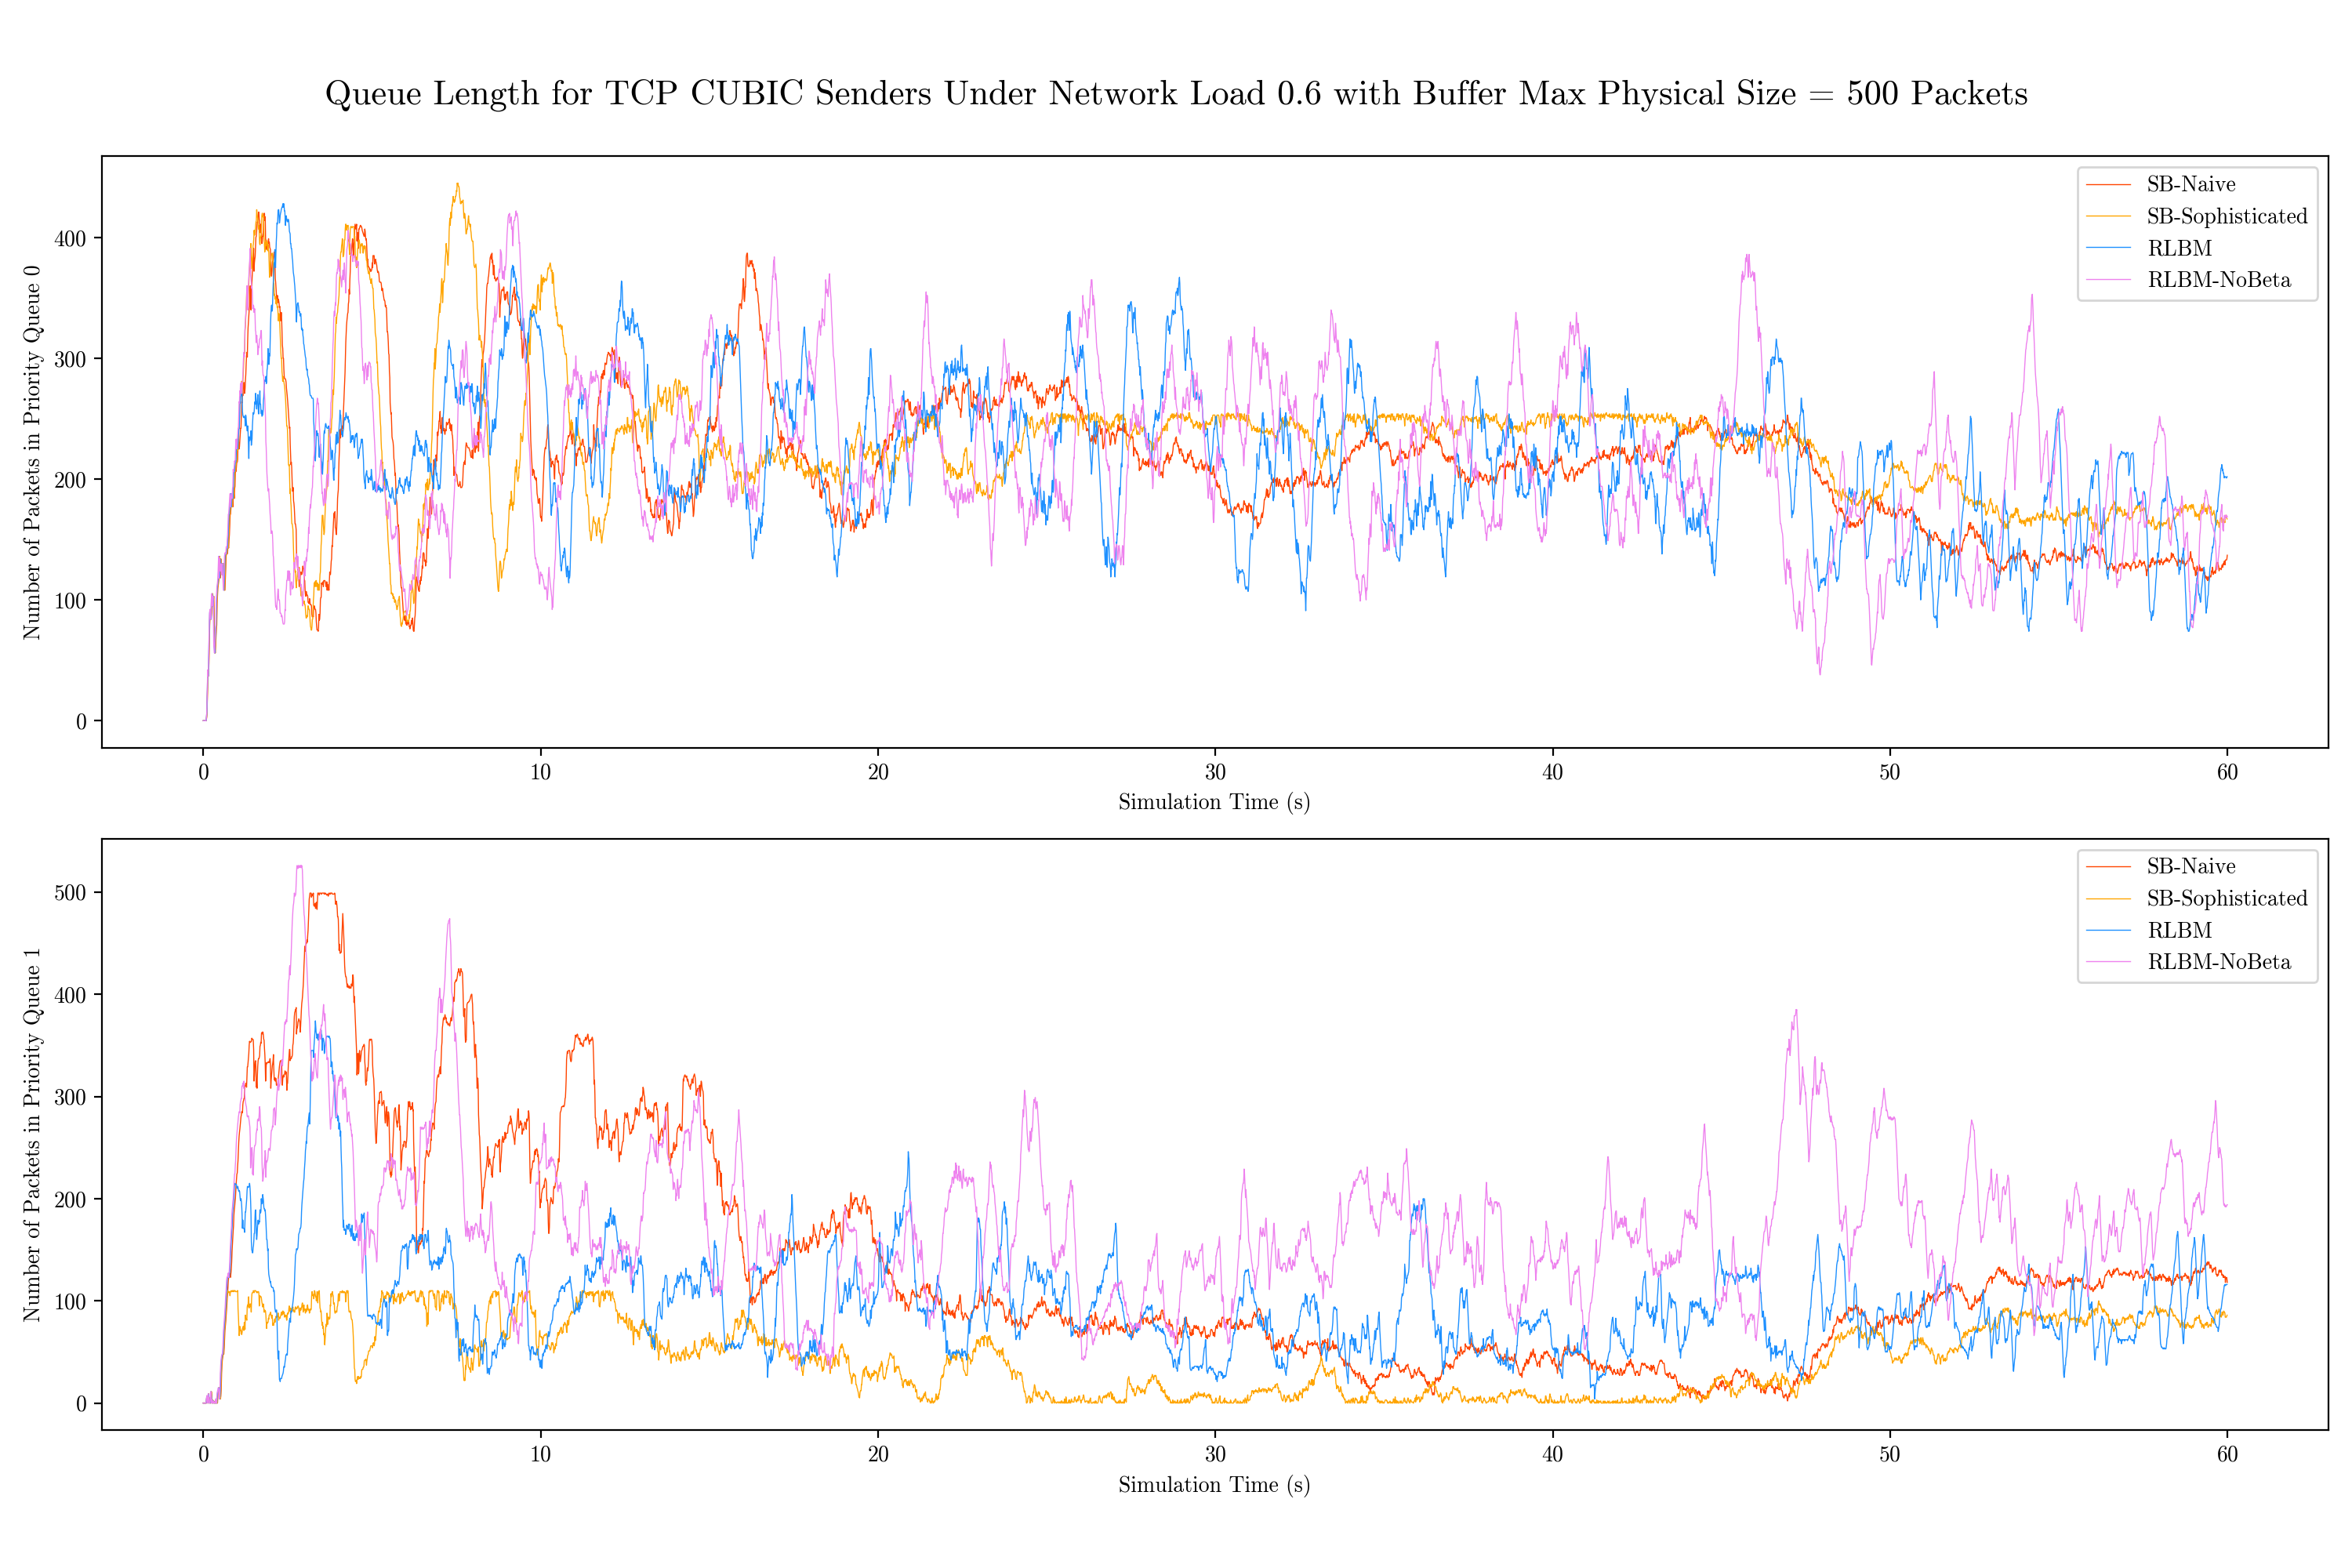 Queue Length for TCP CUBIC Senders Under Network Load 0.6 with Buffer Max Physical Size = 500 Packets
Number of Packets in Priority Queue 0
400
300
200
100
0
SB-Naive
SB-Sophisticated
RLBM
RLBM-NoBeta
0 10 20 30 40 50 60
Simulation Time (s)
Number of Packets in Priority Queue 1
500
400
300
200
100
0
SB-Naive
SB-Sophisticated
RLBM
RLBM-NoBeta
0 10 20 30 40 50 60
Simulation Time (s)